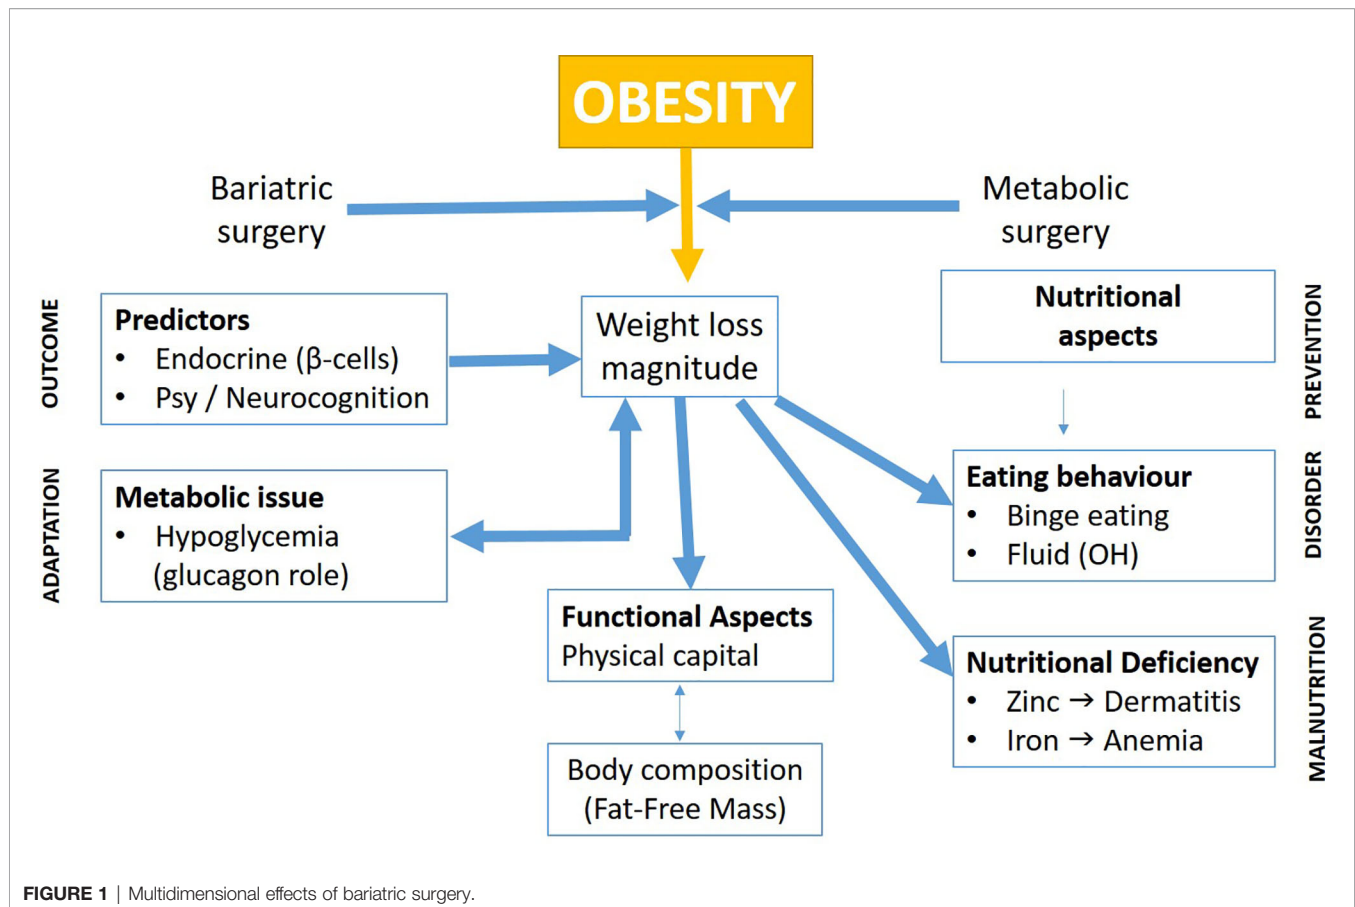 OBESITY
Bariatric
surgery
Metabolic
surgery
OUTCOME
Predictors
• Endocrine (β-cells)
• Psy / Neurocognition
Weight loss
magnitude
Nutritional
aspects
PREVENTION
ADAPTATION
Metabolic issue
• Hypoglycemia
(glucagon role)
Eating behaviour
• Binge eating
• Fluid (OH)
DISORDER
Functional Aspects
Physical capital
Nutritional Deficiency
• Zinc → Dermatitis
• Iron → Anemia
MALNUTRITION
Body composition
(Fat-Free Mass)
FIGURE 1 | Multidimensional effects of bariatric surgery.